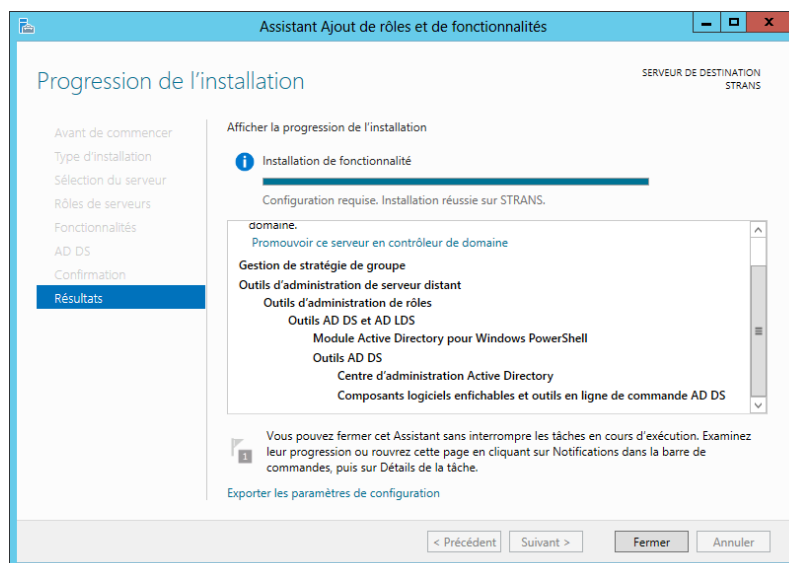 Assistant Ajout de rôles et de fonctionnalités
Progression de l'installation
SERVEUR DE DESTINATION
STRANS
Avant de commencer
Type d'installation
Sélection du serveur
Rôles de serveurs
Fonctionnalités
AD DS
Confirmation
Résultats
Afficher la progression de l'installation
Installation de fonctionnalité
Configuration requise. Installation réussie sur STRANS.
domaine.
Promouvoir ce serveur en contrôleur de domaine
Gestion de stratégie de groupe
Outils d'administration de serveur distant
Outils d'administration de rôles
Outils AD DS et AD LDS
Module Active Directory pour Windows PowerShell
Outils AD DS
Centre d'administration Active Directory
Composants logiciels enfichables et outils en ligne de commande AD DS
1
Vous pouvez fermer cet Assistant sans interrompre les tâches en cours d'exécution. Examinez
leur progression ou rouvrez cette page en cliquant sur Notifications dans la barre de
commandes, puis sur Détails de la tâche.
Exporter les paramètres de configuration
< Précédent
Suivant >
Fermer
Annuler